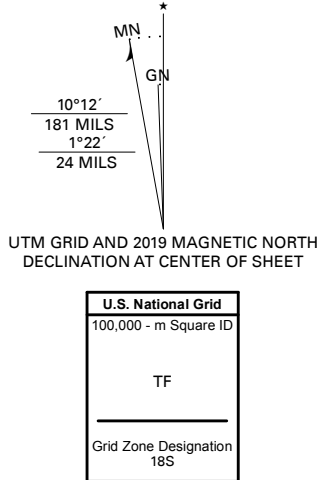 ★
MN
GN
10°12´
181 MILS
1°22´
24 MILS
UTM GRID AND 2019 MAGNETIC NORTH
DECLINATION AT CENTER OF SHEET
U.S. National Grid
100,000 - m Square ID
TF
Grid Zone Designation
18S